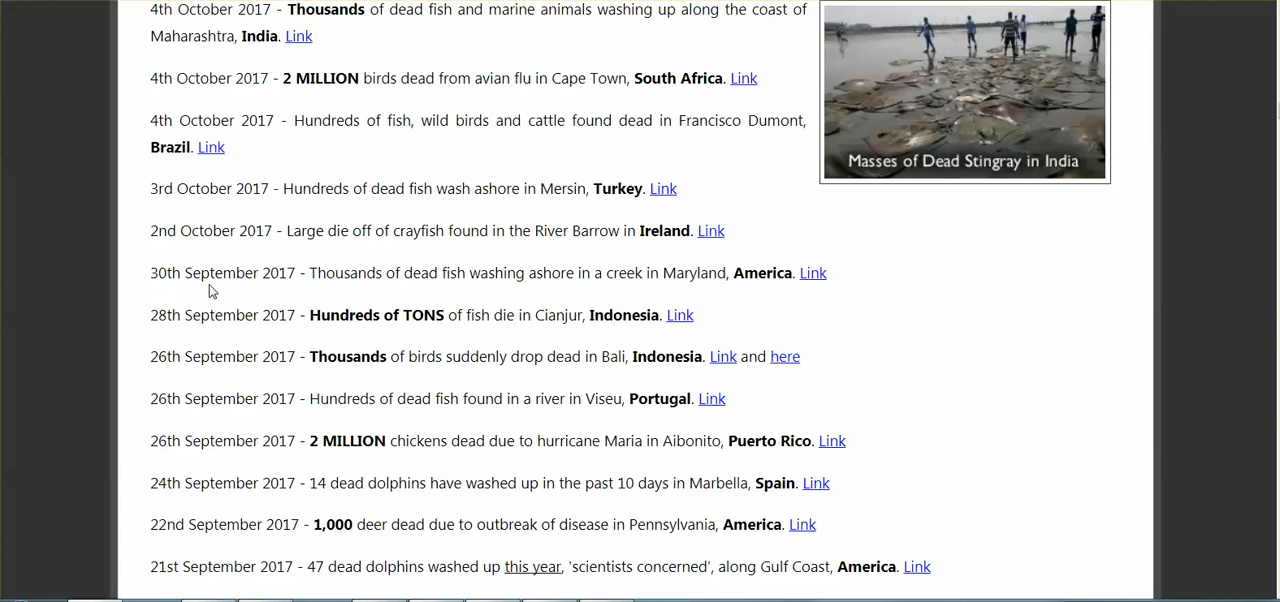 4th October 2017 - Thousands of dead fish and marine animals washing up along the coast of
Maharashtra, India. Link
4th October 2017 - 2 MILLION birds dead from avian flu in Cape Town, South Africa. Link
4th October 2017 - Hundreds of fish, wild birds and cattle found dead in Francisco Dumont,
Brazil. Link
Masses of Dead Stingray in India
3rd October 2017 - Hundreds of dead fish wash ashore in Mersin, Turkey. Link
2nd October 2017 - Large die off of crayfish found in the River Barrow in Ireland. Link
30th September 2017 - Thousands of dead fish washing ashore in a creek in Maryland, America. Link
28th September 2017 - Hundreds of TONS of fish die in Cianjur, Indonesia. Link
26th September 2017 - Thousands of birds suddenly drop dead in Bali, Indonesia. Link and here
26th September 2017 - Hundreds of dead fish found in a river in Viseu, Portugal. Link
26th September 2017 - 2 MILLION chickens dead due to hurricane Maria in Aibonito, Puerto Rico. Link
24th September 2017 - 14 dead dolphins have washed up in the past 10 days in Marbella, Spain. Link
22nd September 2017 - 1,000 deer dead due to outbreak of disease in Pennsylvania, America. Link
21st September 2017 - 47 dead dolphins washed up this year, 'scientists concerned', along Gulf Coast, America. Link